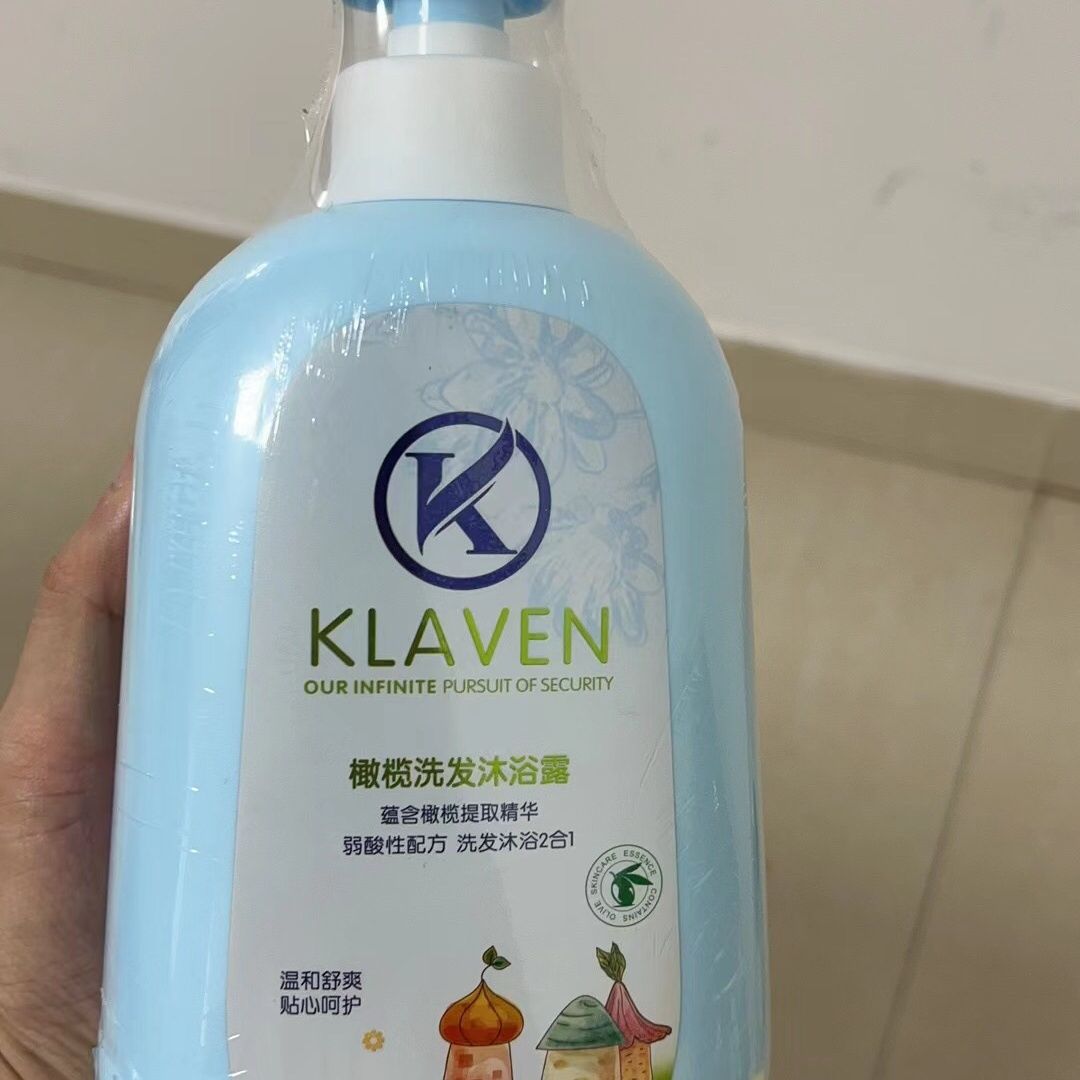 K
KLAVEN
OUR INFINITE PURSUIT OF SECURITY
橄榄洗发沐浴露
蕴含橄榄提取精华
弱酸性配方 洗发沐浴2合1
OLIVE SKINCARE ESSENCE CONTAINS
温和舒爽
贴心呵护